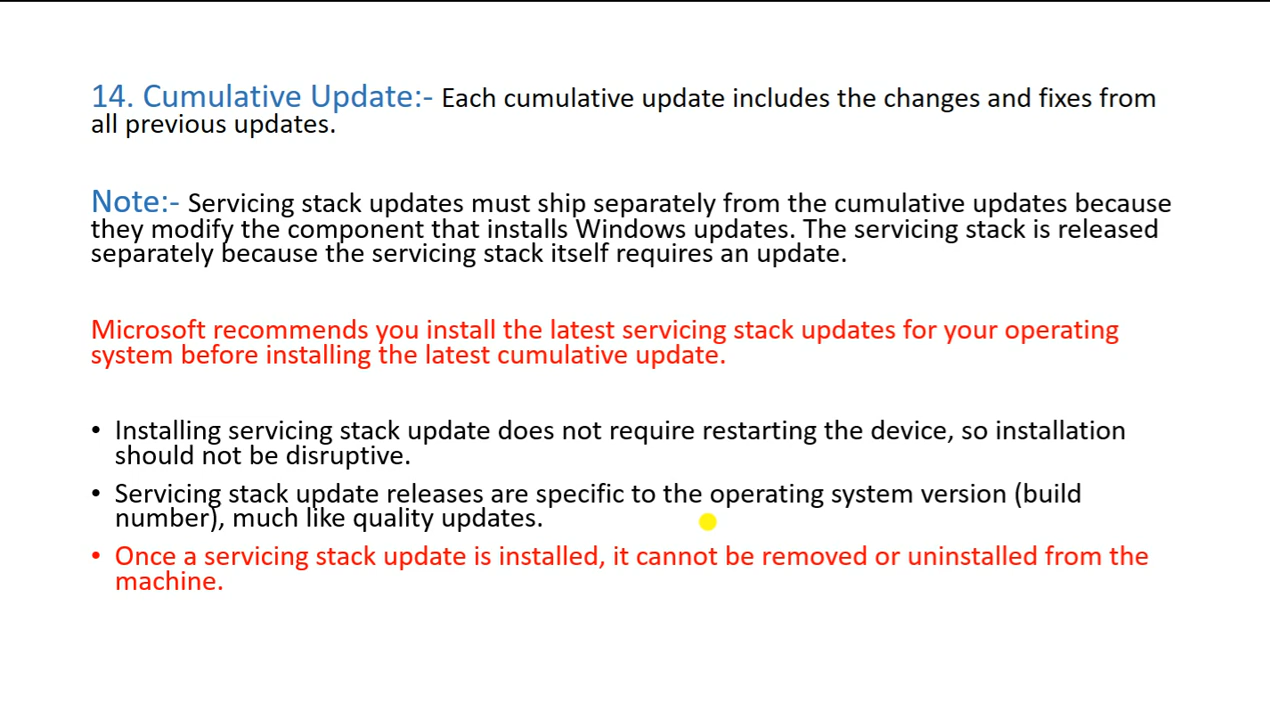 14. Cumulative Update:- Each cumulative update includes the changes and fixes from
all previous updates.
Note:- Servicing stack updates must ship separately from the cumulative updates because
they modify the component that installs Windows updates. The servicing stack is released
separately because the servicing stack itself requires an update.
Microsoft recommends you install the latest servicing stack updates for your operating
system before installing the latest cumulative update.
• Installing servicing stack update does not require restarting the device, so installation
should not be disruptive.
• Servicing stack update releases are specific to the operating system version (build
number), much like quality updates.
• Once a servicing stack update is installed, it cannot be removed or uninstalled from the
machine.